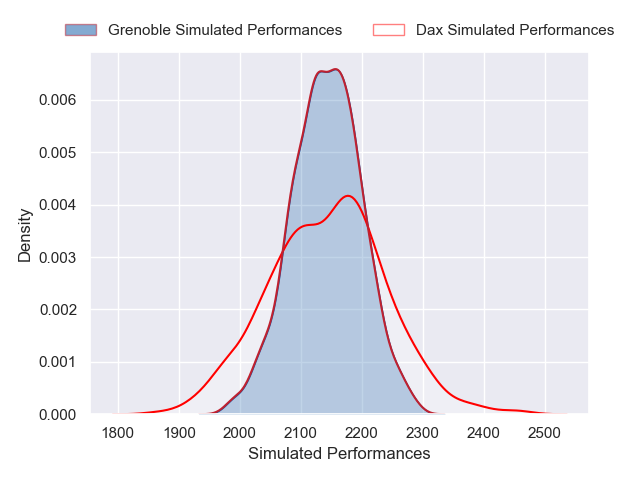 Grenoble Simulated Performances Dax Simulated Performances
0.006
0.005
0.004
0.003
0.002
0.001
0.000
Density
1800 1900 2000 2100 2200 2300 2400 2500
Simulated Performances